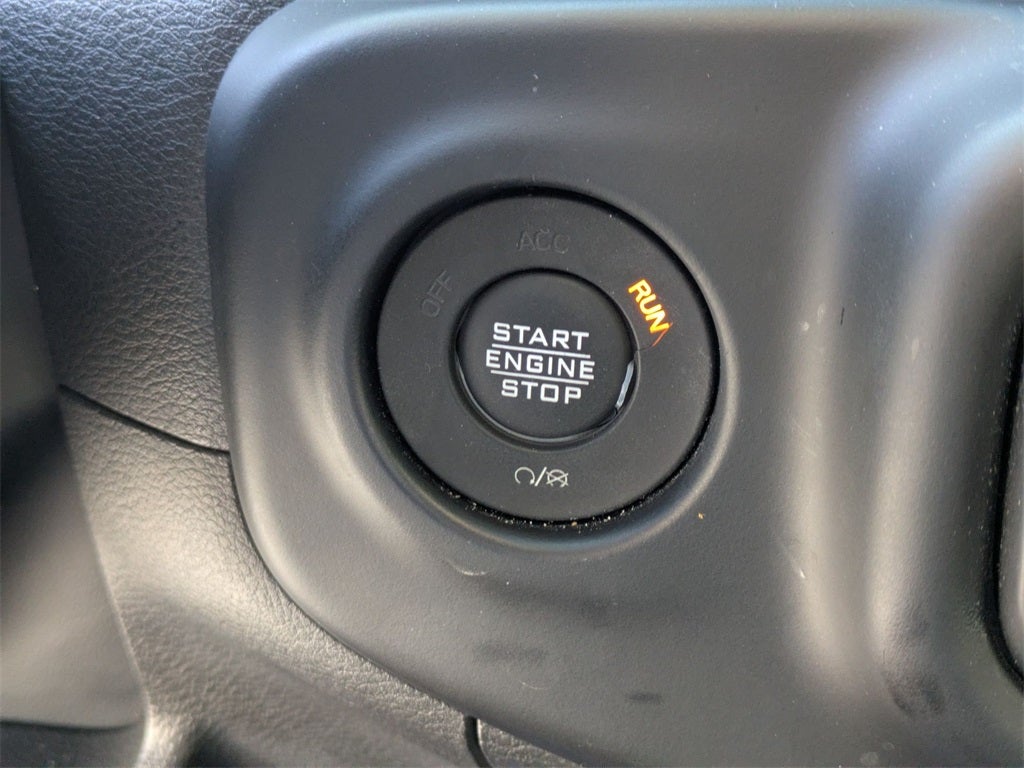 OFF
ACC
RUN
START
ENGINE
STOP